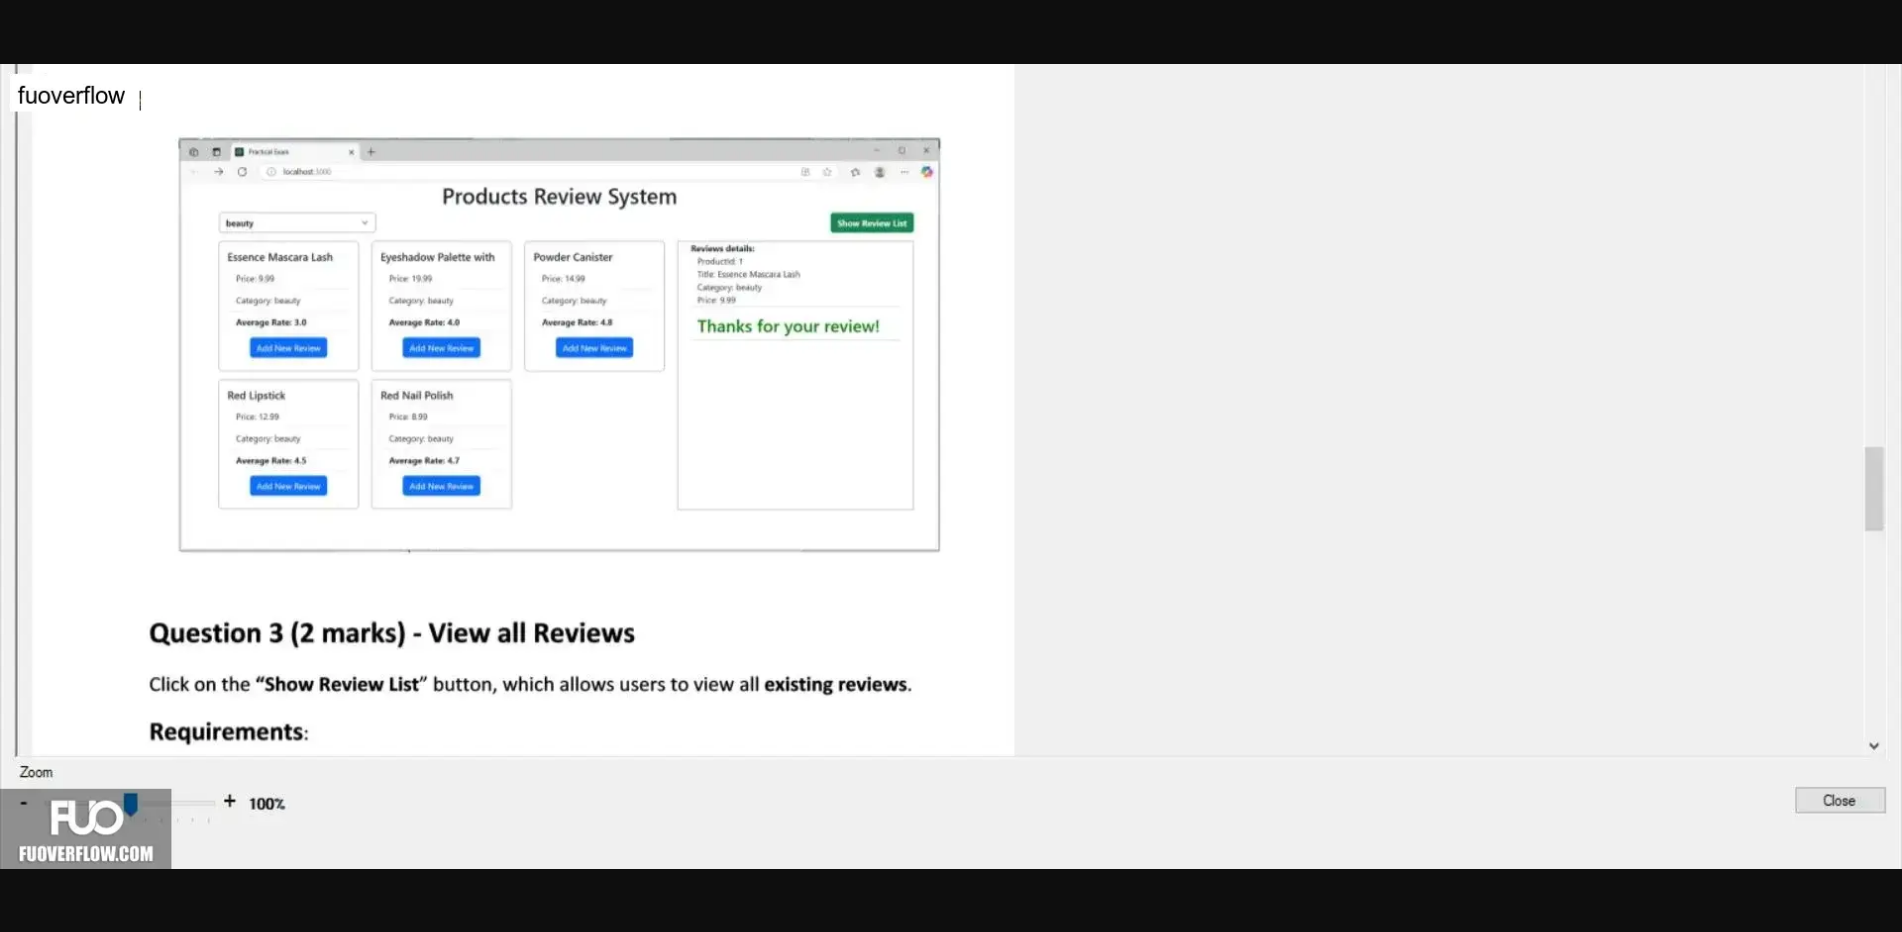 fuoverflow
Practical Exam
localhost:3000
Products Review System
beauty
Show Review List
Essence Mascara Lash
Price: 9.99
Category: beauty
Average Rate: 3.0
Add New Review
Eyeshadow Palette with
Price: 19.99
Category: beauty
Average Rate: 4.0
Add New Review
Powder Canister
Price: 14.99
Category: beauty
Average Rate: 4.8
Add New Review
Reviews details:
ProductId: 1
Title: Essence Mascara Lash
Category: beauty
Price: 9.99
Thanks for your review!
Red Lipstick
Price: 12.99
Category: beauty
Average Rate: 4.5
Add New Review
Red Nail Polish
Price: 8.99
Category: beauty
Average Rate: 4.7
Add New Review
Question 3 (2 marks) - View all Reviews
Click on the “Show Review List” button, which allows users to view all existing reviews.
Requirements:
Zoom
- + 100%
Close
FUO
FUOVERFLOW.COM